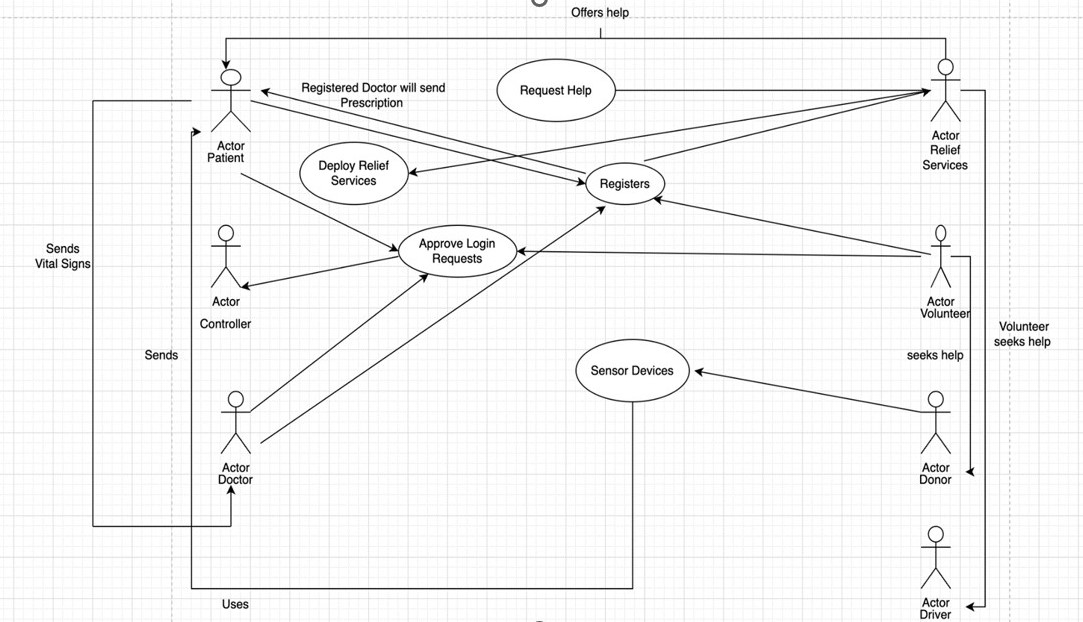 Offers help
Registered Doctor will send
Prescription
Request Help
Actor
Patient
Actor
Relief
Services
Deploy Relief
Services
Registers
Approve Login
Requests
Sends
Vital Signs
Actor
Controller
Actor
Volunteer
Volunteer
seeks help
Sends
seeks help
Sensor Devices
Actor
Doctor
Actor
Donor
Uses
Actor
Driver